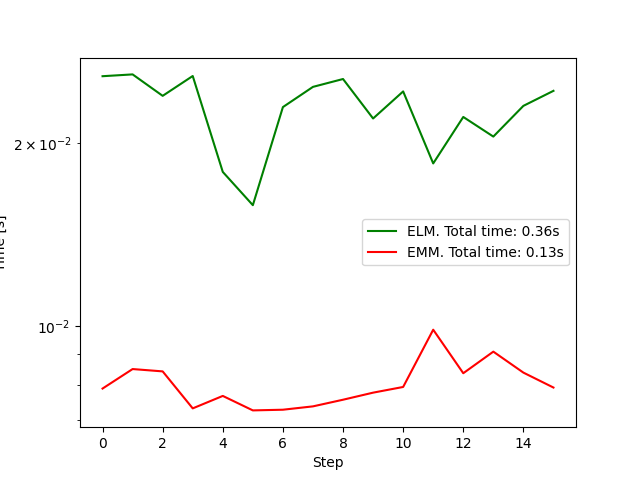 2 × 10⁻²
10⁻²
Time [s]
ELM. Total time: 0.36s
EMM. Total time: 0.13s
0 2 4 6 8 10 12 14
Step